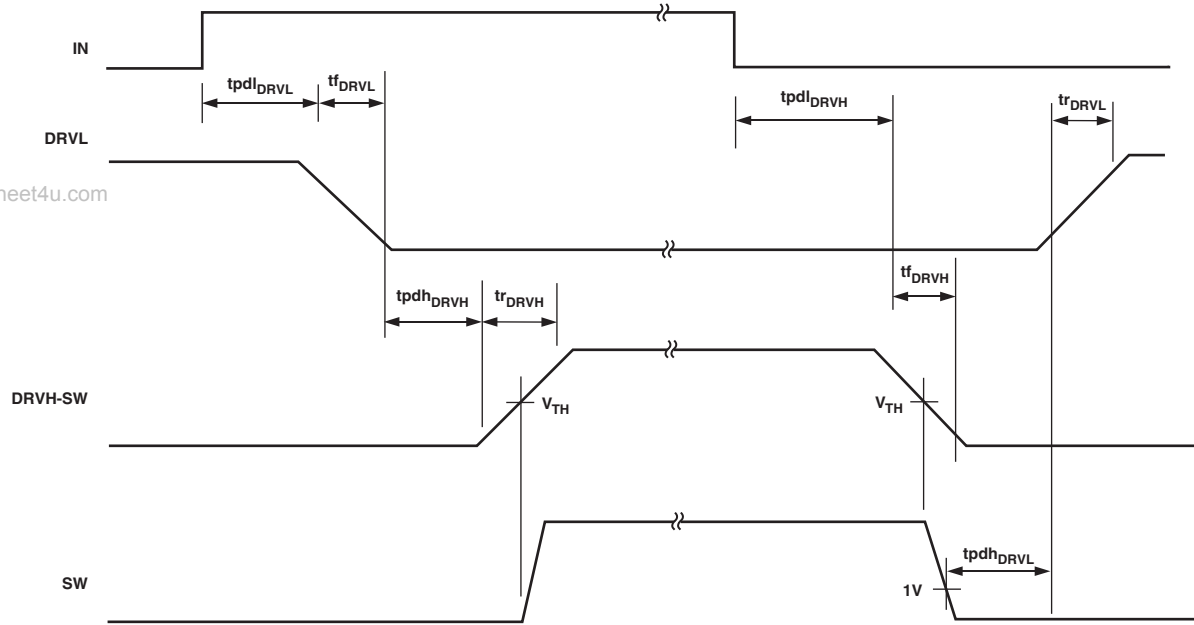 IN
tpdlDRVL
tfDRVL
tpdlDRVH
trDRVL
DRVL
heet4u.com
tfDRVH
tpdhDRVH
trDRVH
DRVH-SW
VTH
VTH
tpdhDRVL
SW
1V